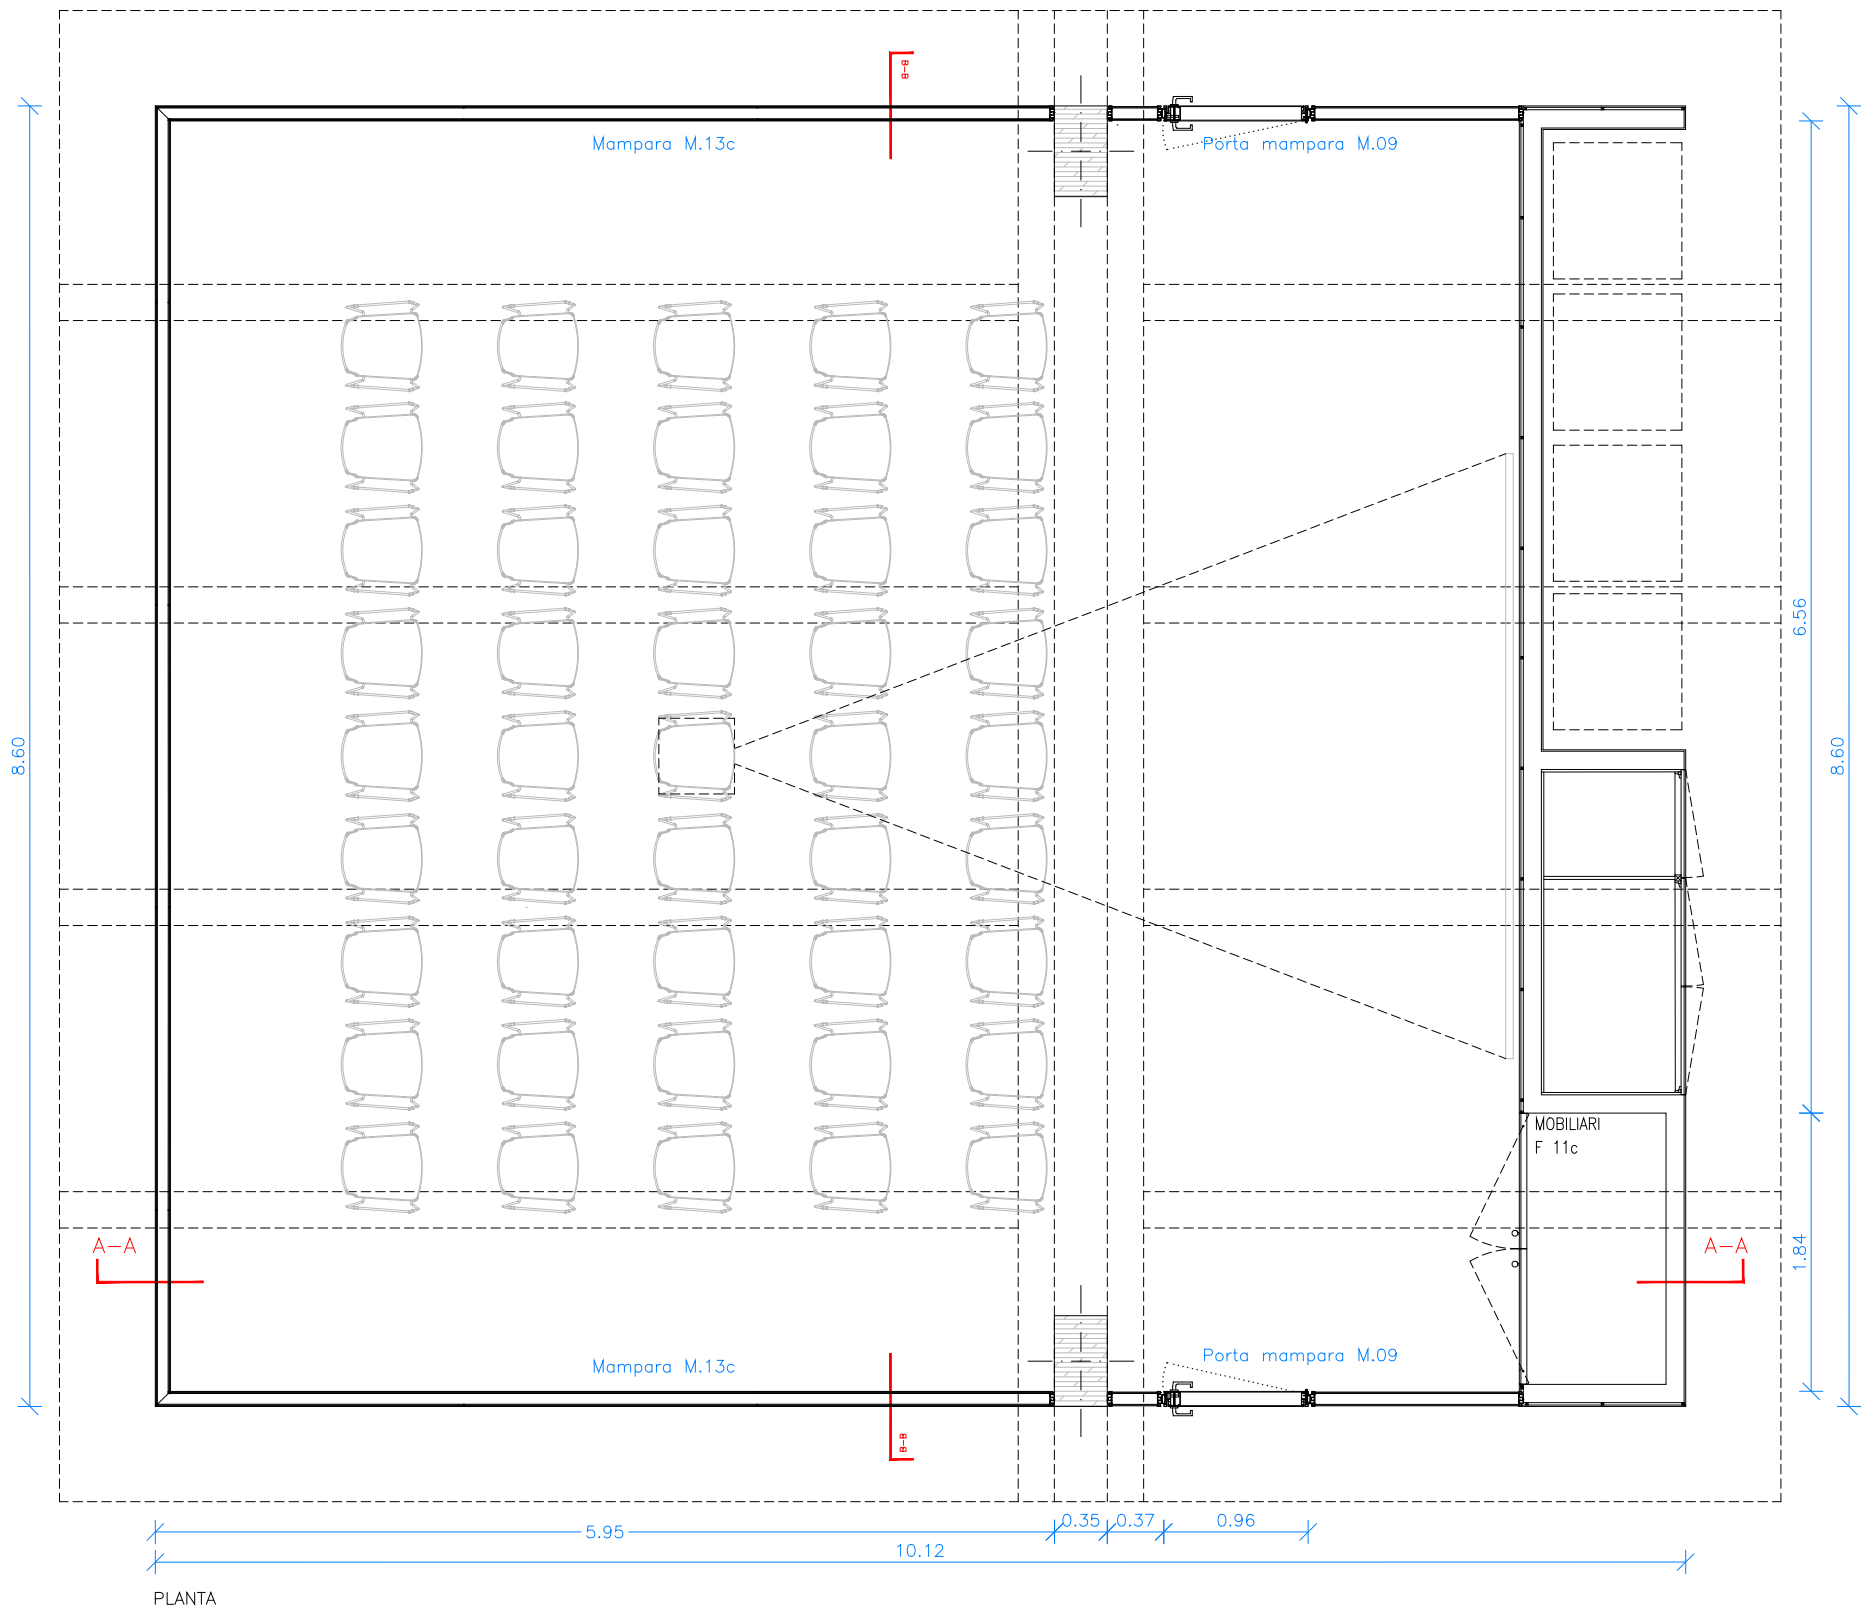 B-B
Mampara M.13c
Porta mampara M.09
6.56
8.60
8.60
MOBILIARI
F 11c
A-A
A-A
1.84
Mampara M.13c
Porta mampara M.09
B-B
5.95
0.35
0.37
0.96
10.12
PLANTA